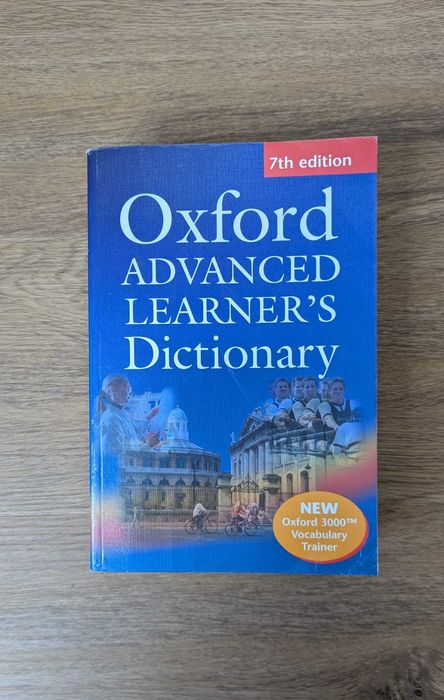 7th edition
Oxford
ADVANCED
LEARNER'S
Dictionary
NEW
Oxford 3000™
Vocabulary
Trainer